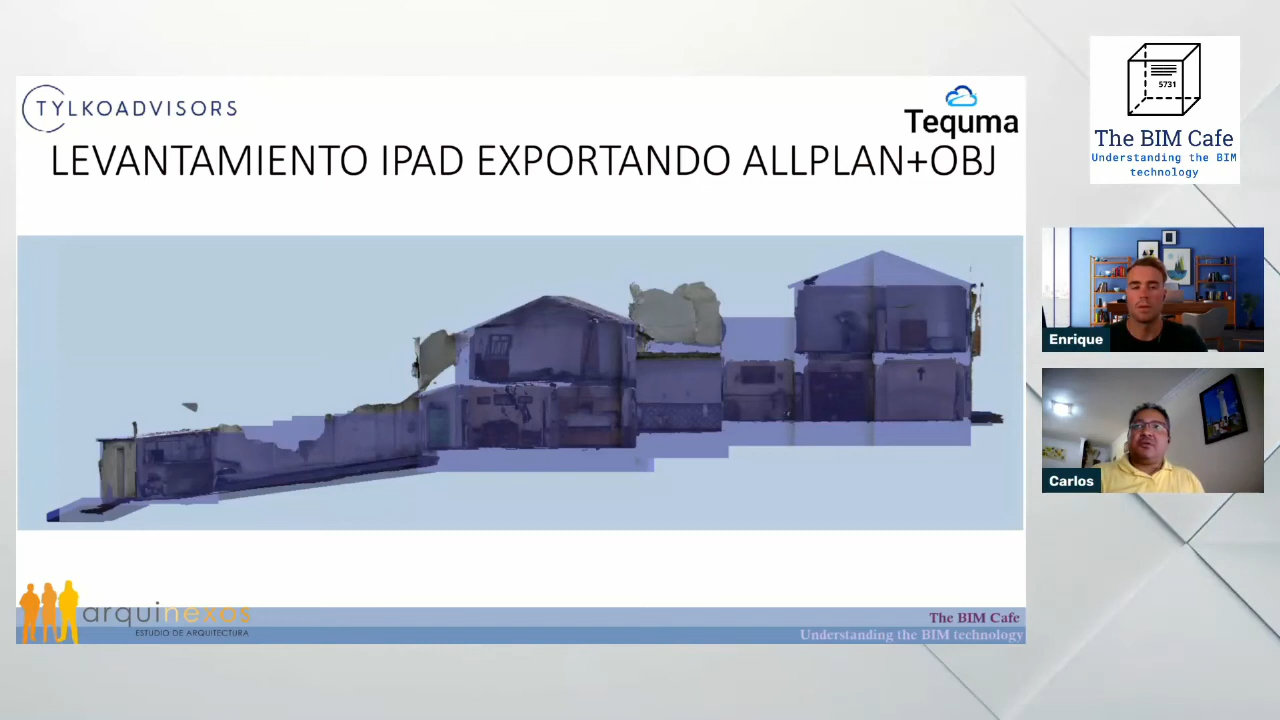 TYLKOADVISORS
Tequma
LEVANTAMIENTO IPAD EXPORTANDO ALLPLAN+OBJ
5731
The BIM Cafe
Understanding the BIM
technology
Enrique
Carlos
arquinexos
ESTUDIO DE ARQUITECTURA
The BIM Cafe
Understanding the BIM technology